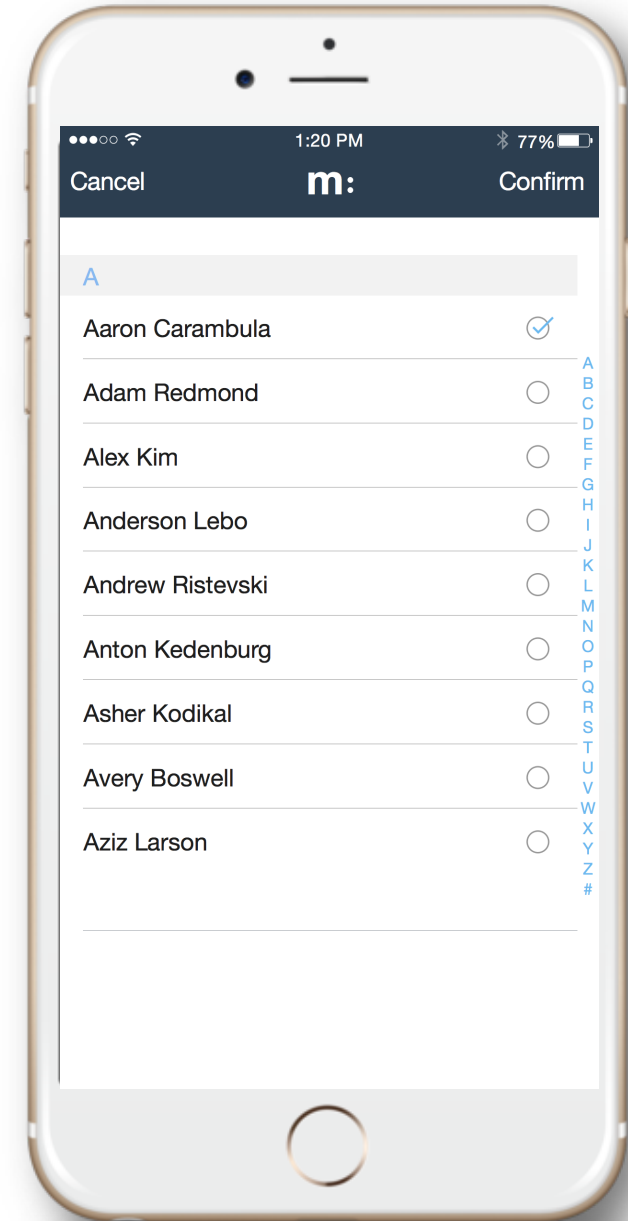 1:20 PM 77%
Cancel m: Confirm
A
Aaron Carambula
Adam Redmond
Alex Kim
Anderson Lebo
Andrew Ristevski
Anton Kedenburg
Asher Kodikal
Avery Boswell
Aziz Larson
A
B
C
D
E
F
G
H
I
J
K
L
M
N
O
P
Q
R
S
T
U
V
W
X
Y
Z
#